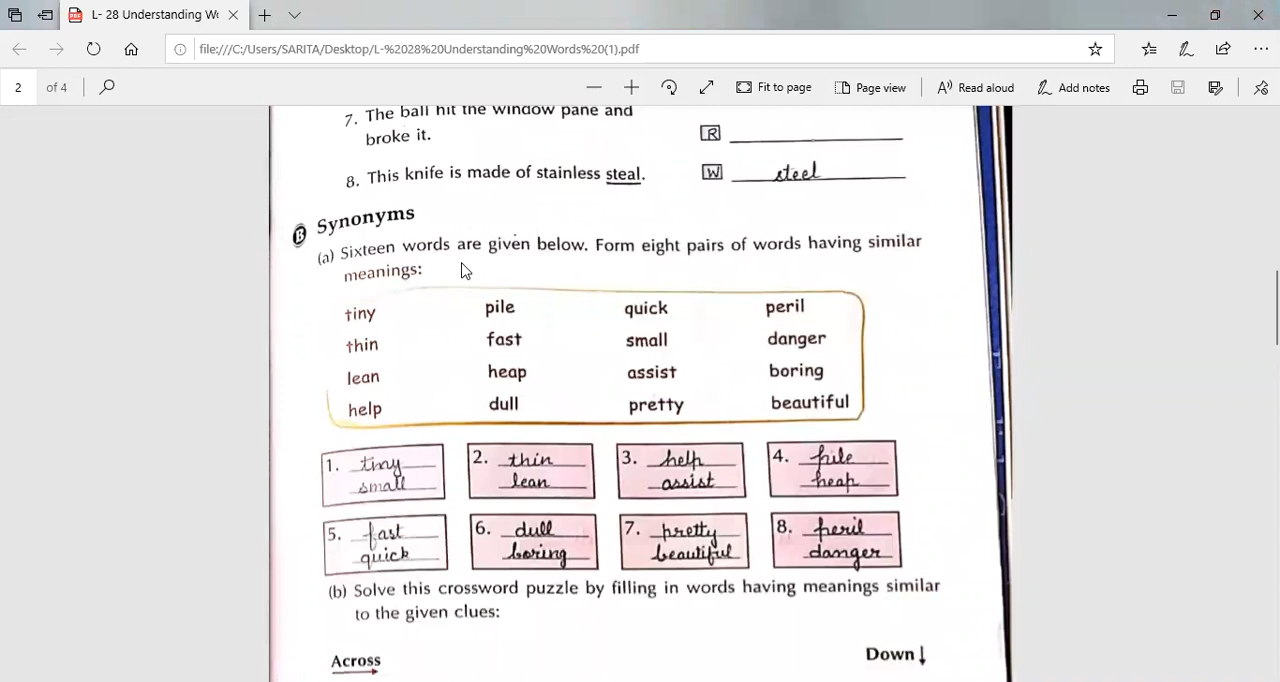 L- 28 Understanding Wo
file:///C:/Users/SARITA/Desktop/L-%2028%20Understanding%20Words%20(1).pdf
2 of 4 Fit to page Page view Read aloud Add notes
7. The ball hit the window pane and
broke it. R
8. This knife is made of stainless steal. W steel
B Synonyms
(a) Sixteen words are given below. Form eight pairs of words having similar
meanings:
tiny pile quick peril
thin fast small danger
lean heap assist boring
help dull pretty beautiful
1. tiny 2. thin 3. help 4. pile
small lean assist heap
5. fast 6. dull 7. pretty 8. peril
quick boring beautiful danger
(b) Solve this crossword puzzle by filling in words having meanings similar
to the given clues:
Across Down